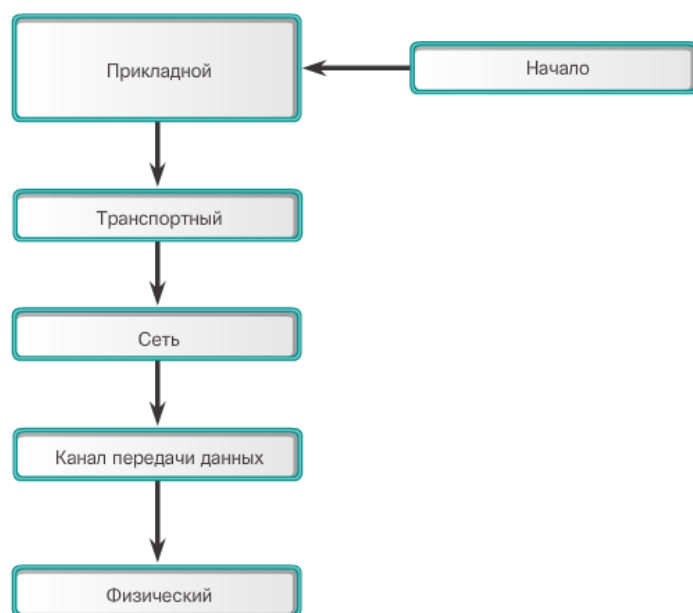 Прикладной
Начало
Транспортный
Сеть
Канал передачи данных
Физический